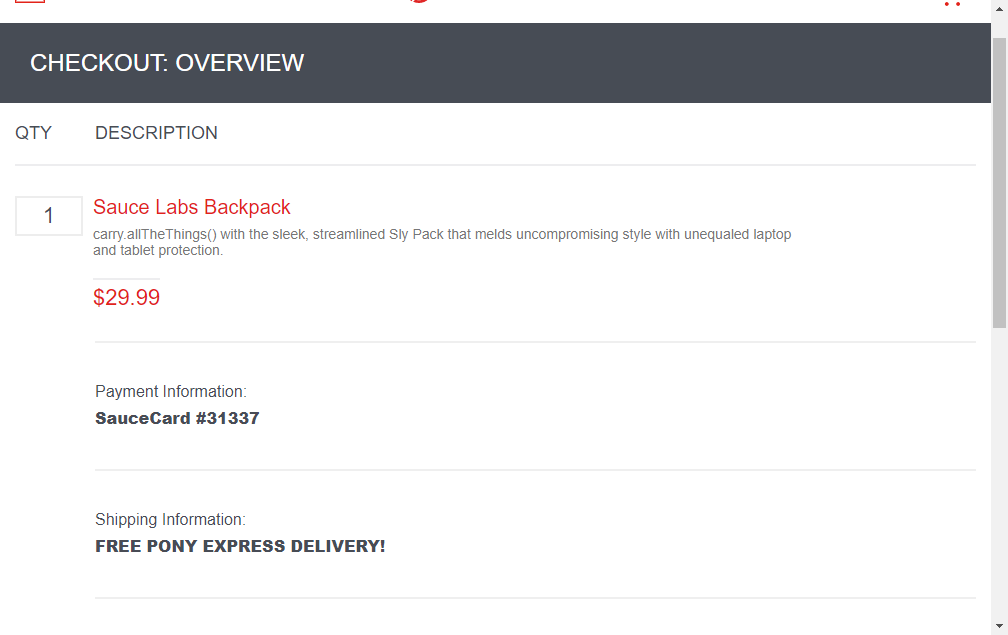 CHECKOUT: OVERVIEW
QTY DESCRIPTION
1 Sauce Labs Backpack
carry.allTheThings() with the sleek, streamlined Sly Pack that melds uncompromising style with unequaled laptop
and tablet protection.
$29.99
Payment Information:
SauceCard #31337
Shipping Information:
FREE PONY EXPRESS DELIVERY!